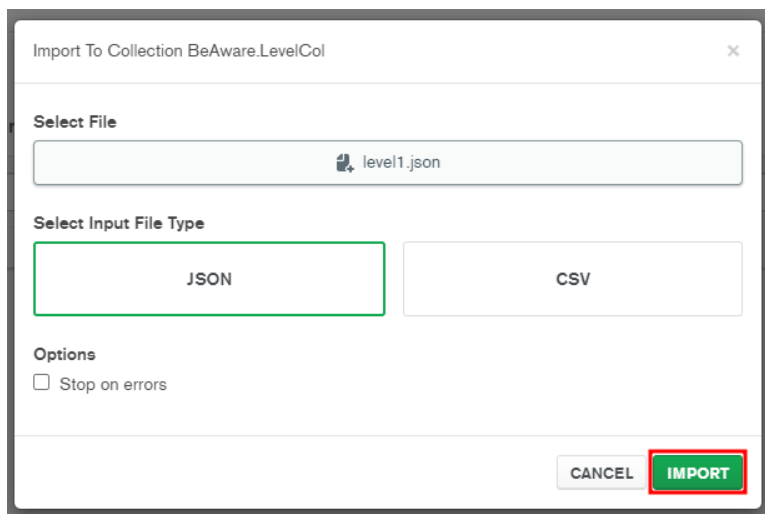 Import To Collection BeAware.LevelCol ×
Select File
level1.json
Select Input File Type
JSON CSV
Options
Stop on errors
CANCEL IMPORT